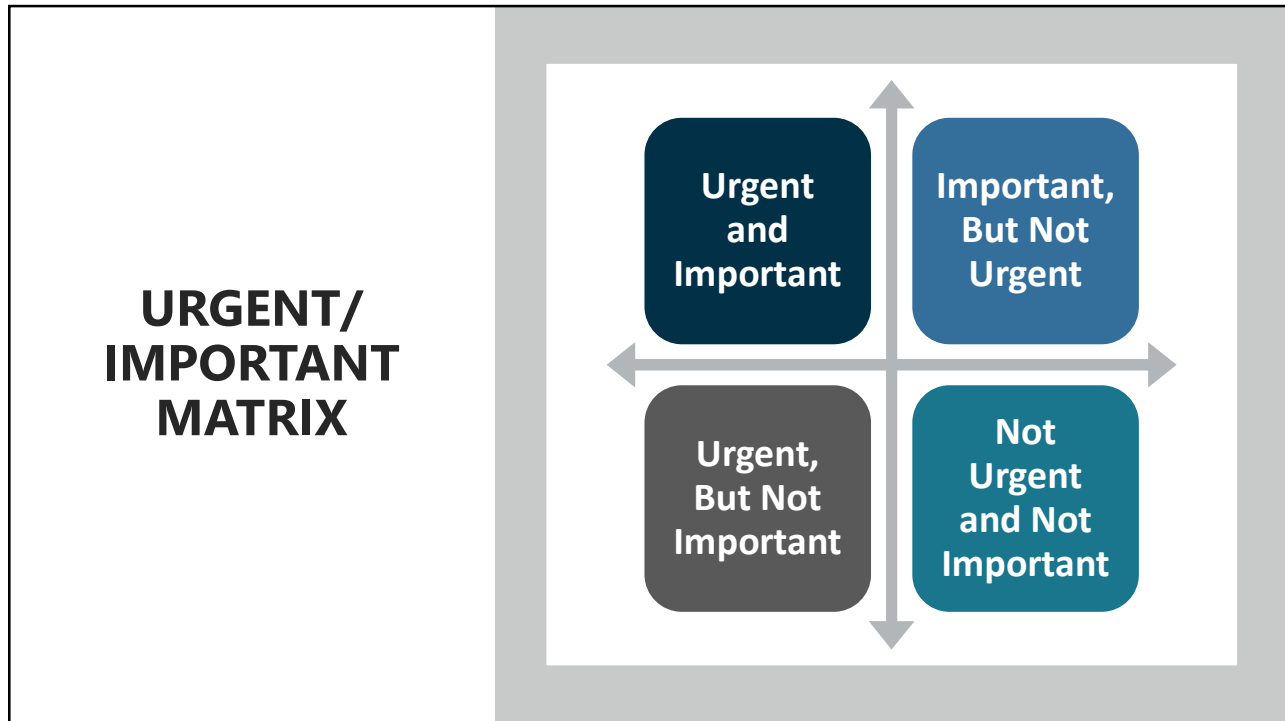 URGENT/
IMPORTANT
MATRIX
Urgent
and
Important
Important,
But Not
Urgent
Urgent,
But Not
Important
Not
Urgent
and Not
Important